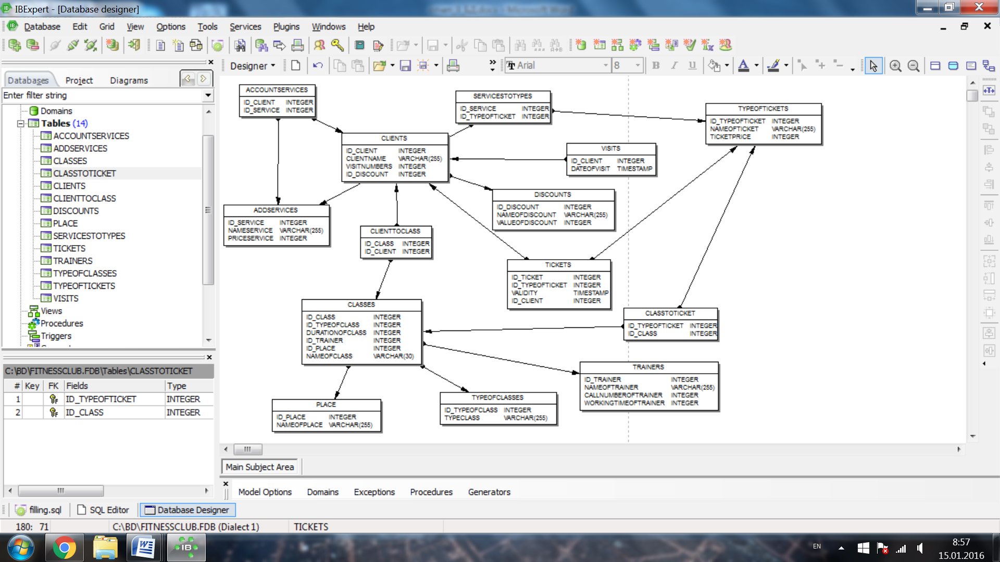 IBExpert - [Database designer]
Database Edit Grid View Options Tools Services Plugins Windows Help
Designer Arial 8 B I U
Databases Project Diagrams
Enter filter string
Domains
Tables (14)
ACCOUNTSERVICES
ADDSERVICES
CLASSES
CLASSTOTICKET
CLIENTS
CLIENTTOCLASS
DISCOUNTS
PLACE
SERVICESTOTYPES
TICKETS
TRAINERS
TYPEOFCLASSES
TYPEOFTICKETS
VISITS
Views
Procedures
Triggers
C:\BD\FITNESSCLUB.FDB\Tables\CLASSTOTICKET
# Key FK Fields Type
1 ID_TYPEOFTICKET INTEGER
2 ID_CLASS INTEGER
ACCOUNTSERVICES
ID_CLIENT INTEGER
ID_SERVICE INTEGER
SERVICESTOTYPES
ID_SERVICE INTEGER
ID_TYPEOFTICKET INTEGER
TYPEOFTICKETS
ID_TYPEOFTICKET INTEGER
NAMEOFTICKET VARCHAR(255)
TICKETPRICE INTEGER
CLIENTS
ID_CLIENT INTEGER
CLIENTNAME VARCHAR(255)
VISITNUMBERS INTEGER
ID_DISCOUNT INTEGER
VISITS
ID_CLIENT INTEGER
DATEOFVISIT TIMESTAMP
DISCOUNTS
ID_DISCOUNT INTEGER
NAMEOFDISCOUNT VARCHAR(255)
VALUEOFDISCOUNT INTEGER
ADDSERVICES
ID_SERVICE INTEGER
NAMESERVICE VARCHAR(255)
PRICESERVICE INTEGER
CLIENTTOCLASS
ID_CLASS INTEGER
ID_CLIENT INTEGER
TICKETS
ID_TICKET INTEGER
ID_TYPEOFTICKET INTEGER
VALIDITY TIMESTAMP
ID_CLIENT INTEGER
CLASSES
ID_CLASS INTEGER
ID_TYPEOFCLASS INTEGER
DURATIONOFCLASS INTEGER
ID_TRAINER INTEGER
ID_PLACE INTEGER
NAMEOFCLASS VARCHAR(30)
CLASSTOTICKET
ID_TYPEOFTICKET INTEGER
ID_CLASS INTEGER
TRAINERS
ID_TRAINER INTEGER
NAMEOFTRAINER VARCHAR(255)
CALLNUMBEROFTRAINER INTEGER
WORKINGTIMEOFTRAINER INTEGER
PLACE
ID_PLACE INTEGER
NAMEOFPLACE VARCHAR(255)
TYPEOFCLASSES
ID_TYPEOFCLASS INTEGER
TYPECLASS VARCHAR(255)
Main Subject Area
Model Options Domains Exceptions Procedures Generators
filling.sql SQL Editor Database Designer
180: 71 C:\BD\FITNESSCLUB.FDB (Dialect 1) TICKETS
EN
8:57
15.01.2016